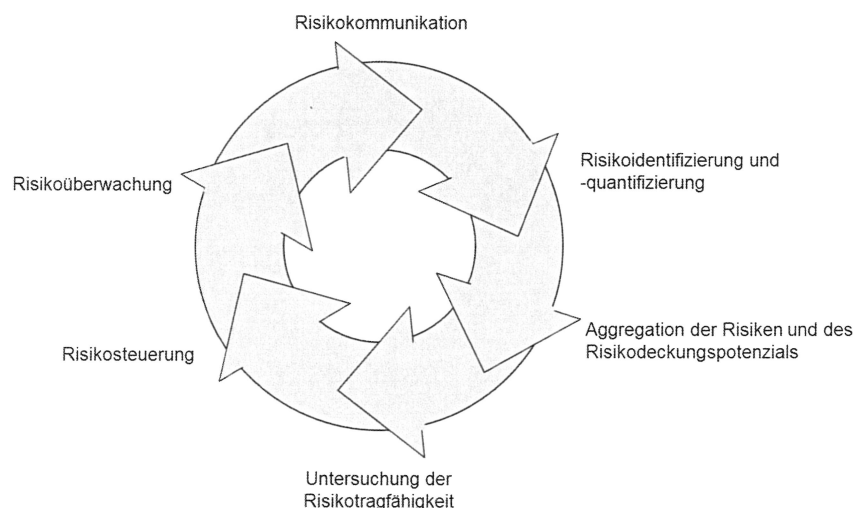 Risikokommunikation
Risikoidentifizierung und
-quantifizierung
Aggregation der Risiken und des
Risikodeckungspotenzials
Untersuchung der
Risikotragfähigkeit
Risikosteuerung
Risikoüberwachung